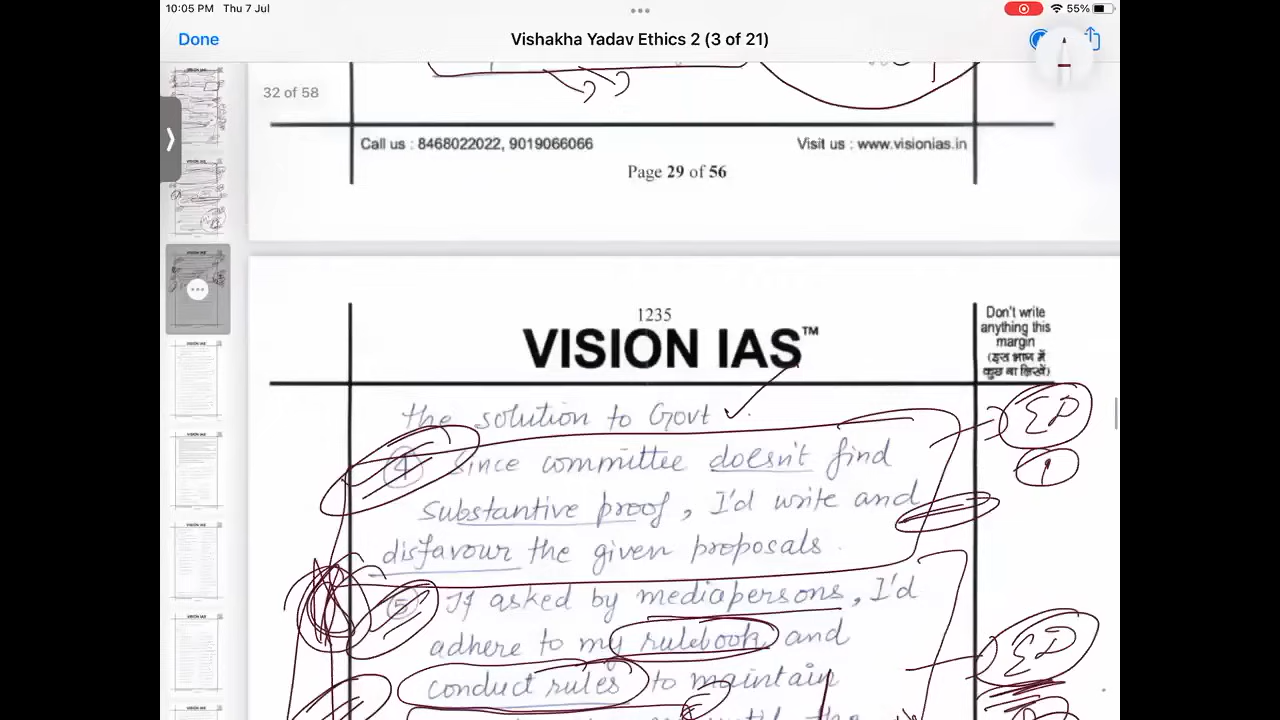 10:05 PM Thu 7 Jul
55%
Done
Vishakha Yadav Ethics 2 (3 of 21)
32 of 58
Call us : 8468022022, 9019066066
Visit us : www.visionias.in
Page 29 of 56
1235
VISION IAS™
Don't write
anything this
margin
(इस भाग में
कुछ ना लिखें)
the solution to Govt
④ Since committee doesn't find
substantive proof, I'd write and
disfavour the given proposals.
⑤ If asked by mediapersons, I'd
adhere to my rulebook and
conduct rules to maintain
until the